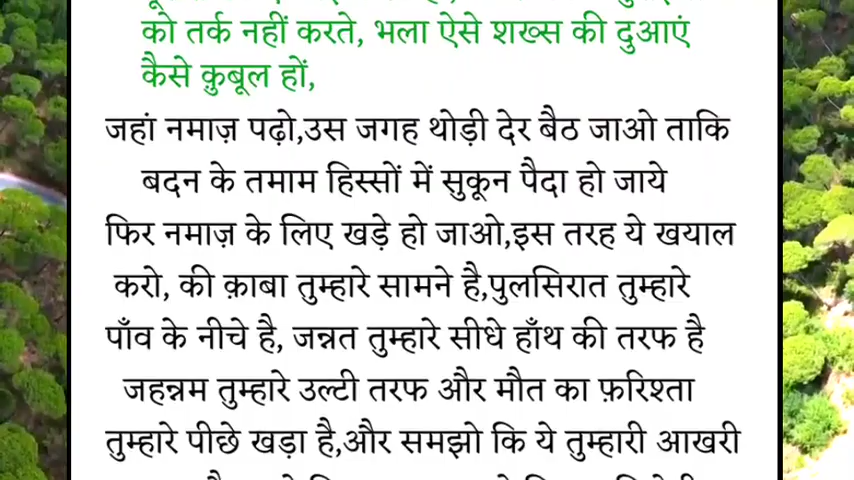 को तर्क नहीं करते, भला ऐसे शख्स की दुआएं
कैसे क़ुबूल हों,
जहां नमाज़ पढ़ो,उस जगह थोड़ी देर बैठ जाओ ताकि
बदन के तमाम हिस्सों में सुकून पैदा हो जाये
फिर नमाज़ के लिए खड़े हो जाओ,इस तरह ये खयाल
करो, की क़ाबा तुम्हारे सामने है,पुलसिरात तुम्हारे
पाँव के नीचे है, जन्नत तुम्हारे सीधे हाँथ की तरफ है
जहन्नम तुम्हारे उल्टी तरफ और मौत का फ़रिश्ता
तुम्हारे पीछे खड़ा है,और समझो कि ये तुम्हारी आखरी